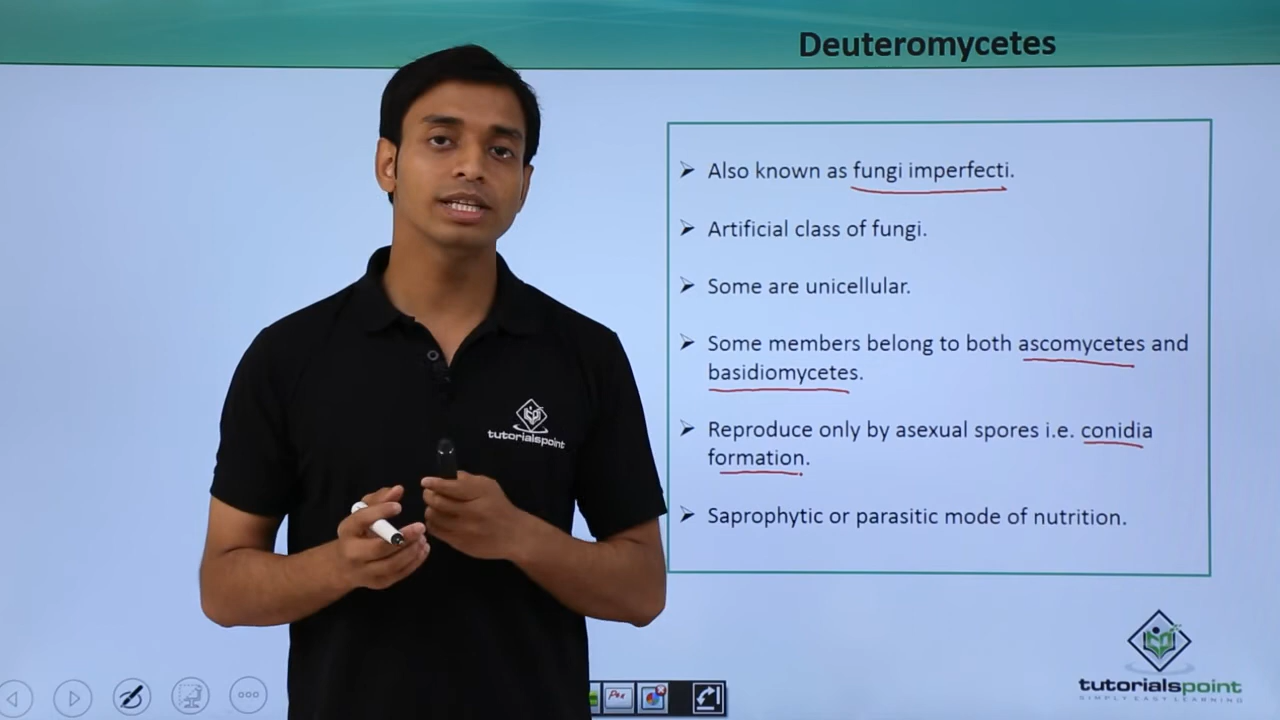 Deuteromycetes
➢ Also known as fungi imperfecti.
➢ Artificial class of fungi.
➢ Some are unicellular.
➢ Some members belong to both ascomycetes and
basidiomycetes.
➢ Reproduce only by asexual spores i.e. conidia
formation.
➢ Saprophytic or parasitic mode of nutrition.
tutorialspoint
tutorialspoint
SIMPLY EASY LEARNING
Pen